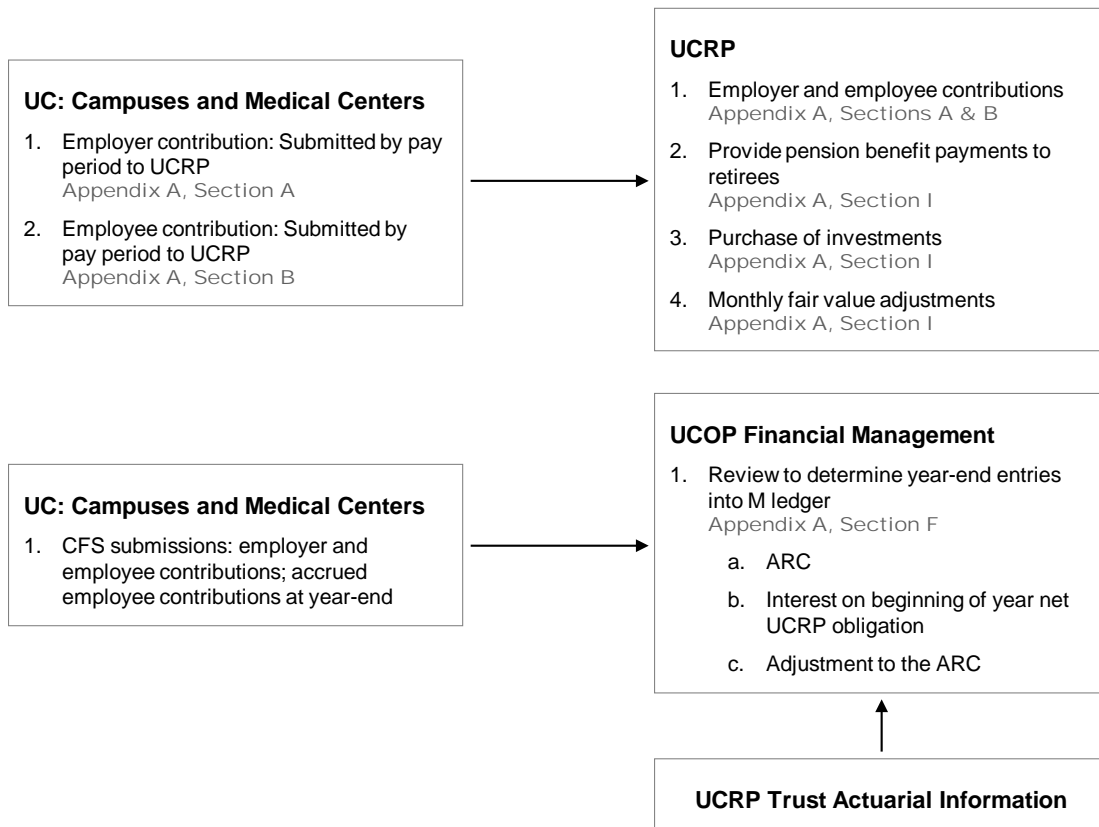 UC: Campuses and Medical Centers
1. Employer contribution: Submitted by pay
period to UCRP
Appendix A, Section A
2. Employee contribution: Submitted by
pay period to UCRP
Appendix A, Section B
UCRP
1. Employer and employee contributions
Appendix A, Sections A & B
2. Provide pension benefit payments to
retirees
Appendix A, Section I
3. Purchase of investments
Appendix A, Section I
4. Monthly fair value adjustments
Appendix A, Section I
UC: Campuses and Medical Centers
1. CFS submissions: employer and
employee contributions; accrued
employee contributions at year-end
UCOP Financial Management
1. Review to determine year-end entries
into M ledger
Appendix A, Section F
a. ARC
b. Interest on beginning of year net
UCRP obligation
c. Adjustment to the ARC
UCRP Trust Actuarial Information